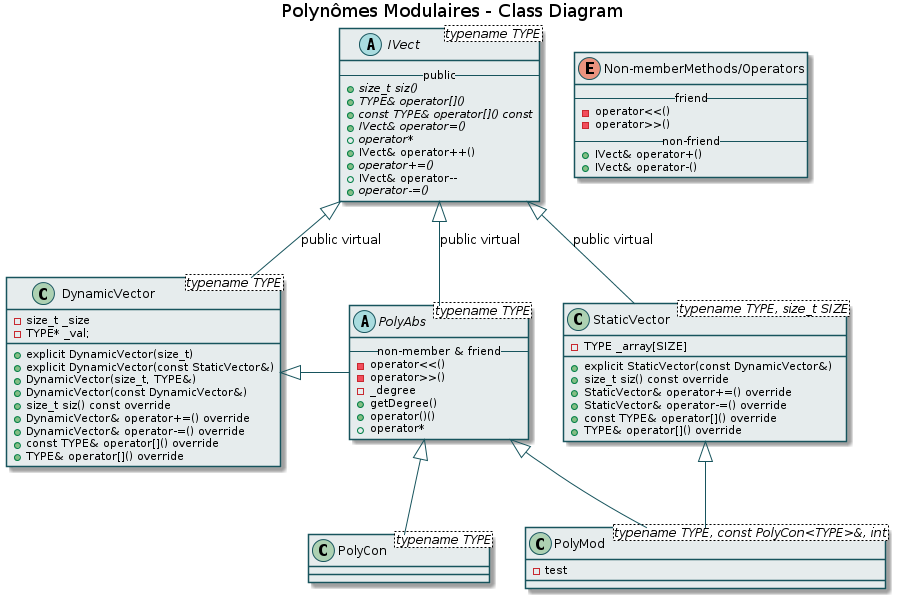 Polynômes Modulaires - Class Diagram
A IVect
typename TYPE
public
size_t siz()
TYPE& operator[]()
const TYPE& operator[]() const
IVect& operator=()
operator*
IVect& operator++()
operator+=()
IVect& operator--
operator-=()
E Non-memberMethods/Operators
friend
operator<<()
operator>>()
non-friend
IVect& operator+()
IVect& operator-()
public virtual
public virtual
public virtual
C DynamicVector
typename TYPE
size_t _size
TYPE* _val;
explicit DynamicVector(size_t)
explicit DynamicVector(const StaticVector&)
DynamicVector(size_t, TYPE&)
DynamicVector(const DynamicVector&)
size_t siz() const override
DynamicVector& operator+=() override
DynamicVector& operator-=() override
const TYPE& operator[]() override
TYPE& operator[]() override
A PolyAbs
typename TYPE
non-member & friend
operator<<()
operator>>()
_degree
getDegree()
operator()()
operator*
C StaticVector
typename TYPE, size_t SIZE
TYPE _array[SIZE]
explicit StaticVector(const DynamicVector&)
size_t siz() const override
StaticVector& operator+=() override
StaticVector& operator-=() override
const TYPE& operator[]() override
TYPE& operator[]() override
C PolyCon
typename TYPE
C PolyMod
typename TYPE, const PolyCon<TYPE>&, int
test